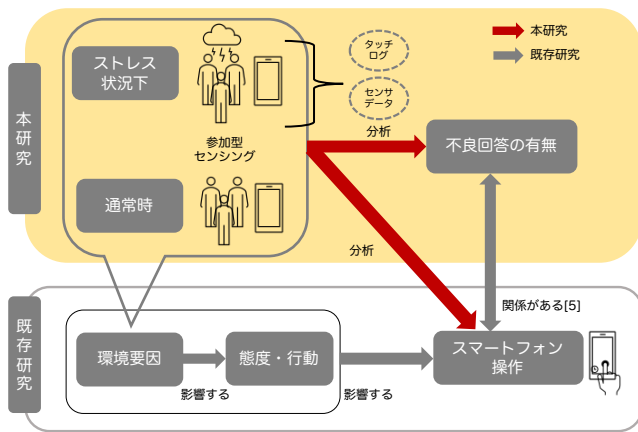 本研究
ストレス
状況下
タッチ
ログ
センサ
データ
本研究
既存研究
参加型
センシング
通常時
分析
不良回答の有無
分析
関係がある[5]
既存研究
環境要因
態度・行動
スマートフォン
操作
影響する
影響する